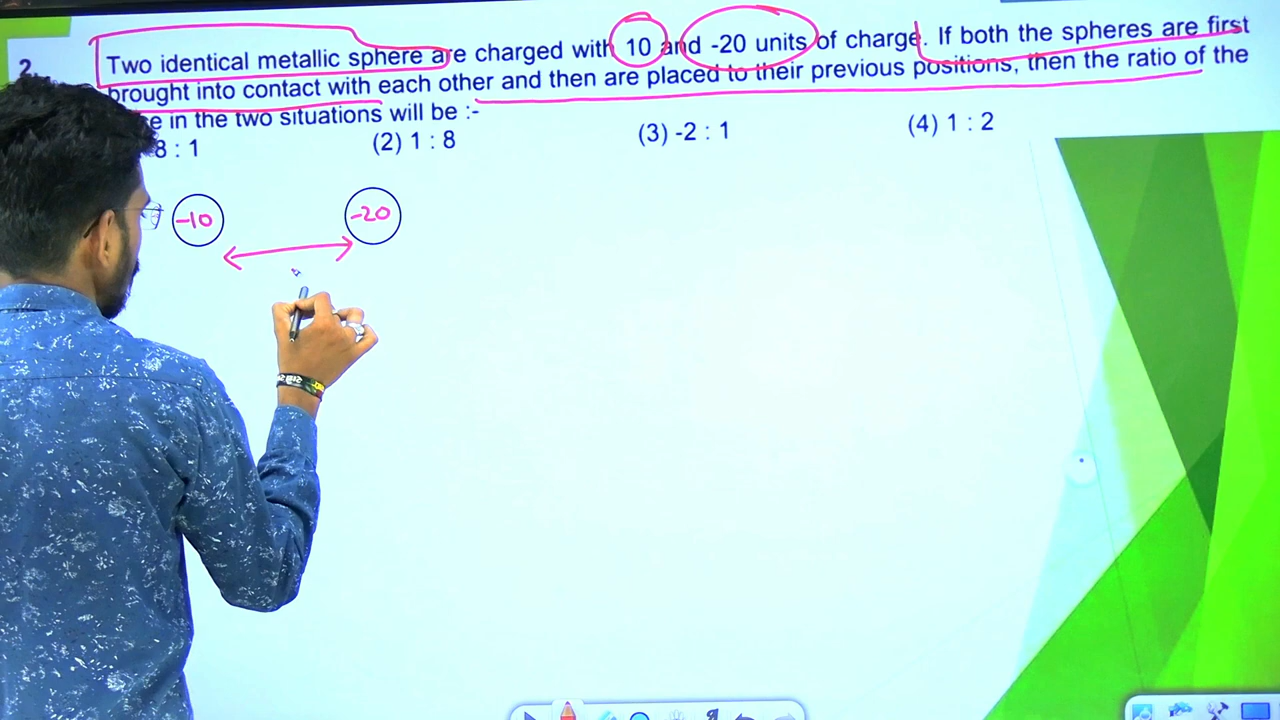 2.
Two identical metallic sphere are charged with 10 and -20 units of charge. If both the spheres are first
brought into contact with each other and then are placed to their previous positions, then the ratio of the
e in the two situations will be :-
8 : 1 (2) 1 : 8 (3) -2 : 1 (4) 1 : 2
-10 -20